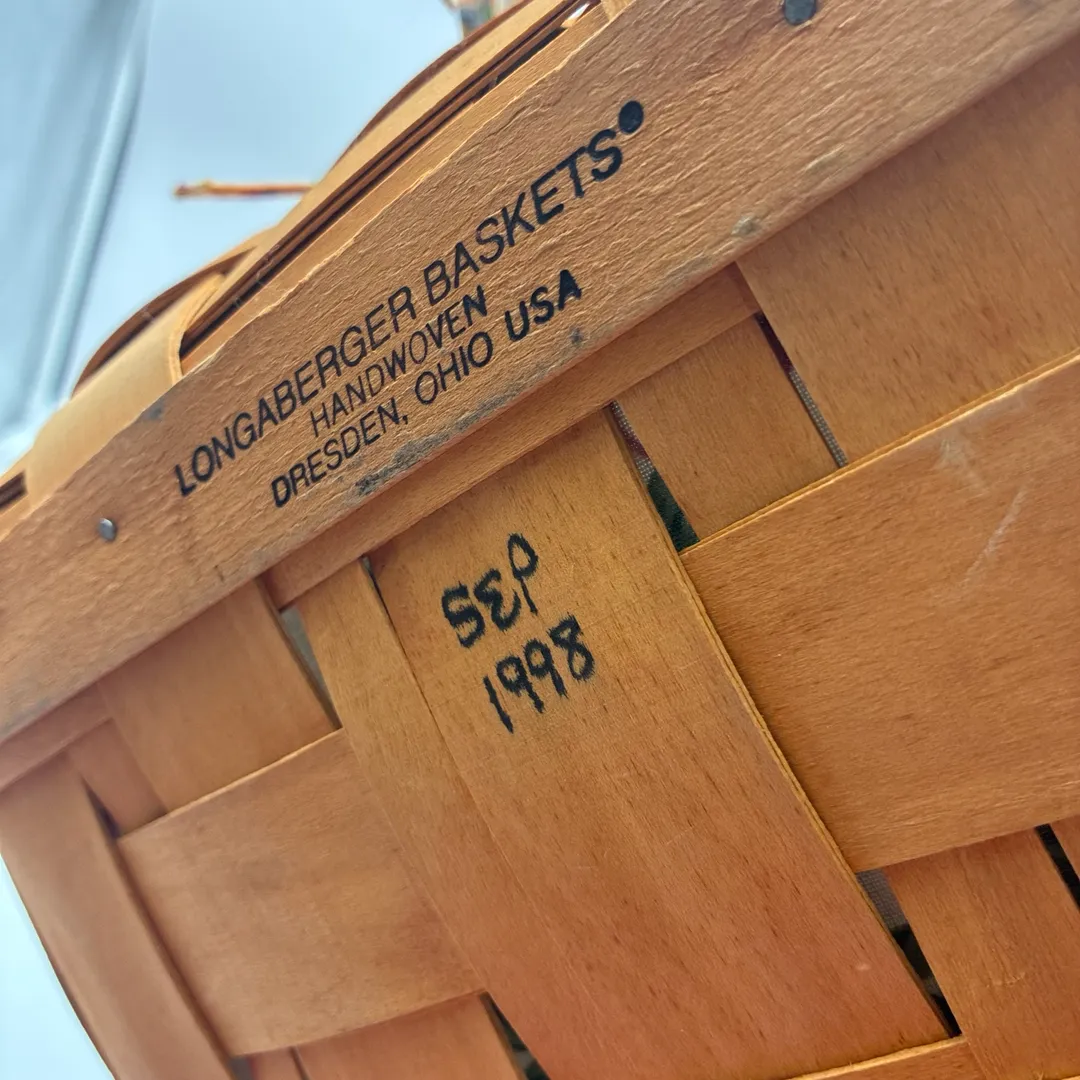 LONGABERGER BASKETS®
HANDWOVEN
DRESDEN, OHIO USA
SEP
1998